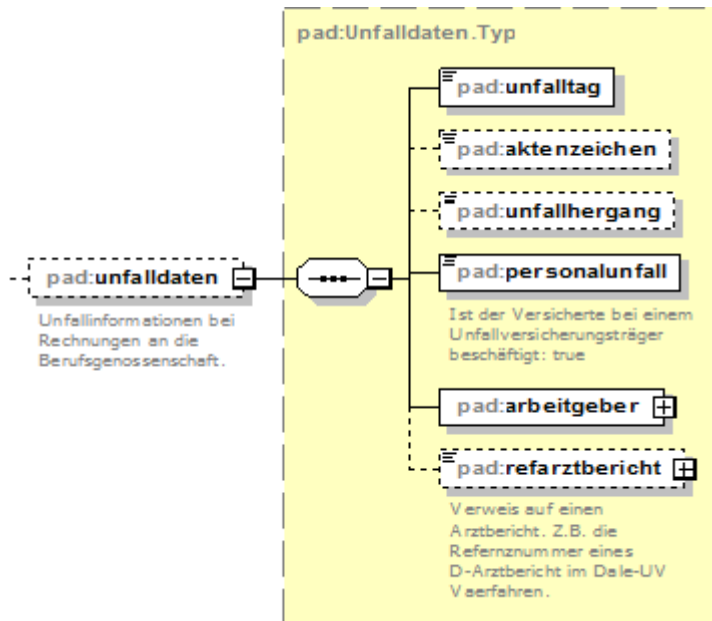 pad:Unfalldaten.Typ
pad:unfalltag
pad:aktenzeichen
pad:unfallhergang
pad:unfalldaten
Unfallinformationen bei
Rechnungen an die
Berufsgenossenschaft.
pad:personalunfall
Ist der Versicherte bei einem
Unfallversicherungsträger
beschäftigt: true
pad:arbeitgeber
pad:refarztbericht
Verweis auf einen
Arztbericht. Z.B. die
Refernznummer eines
D-Arztbericht im Dale-UV
Vaerfahren.